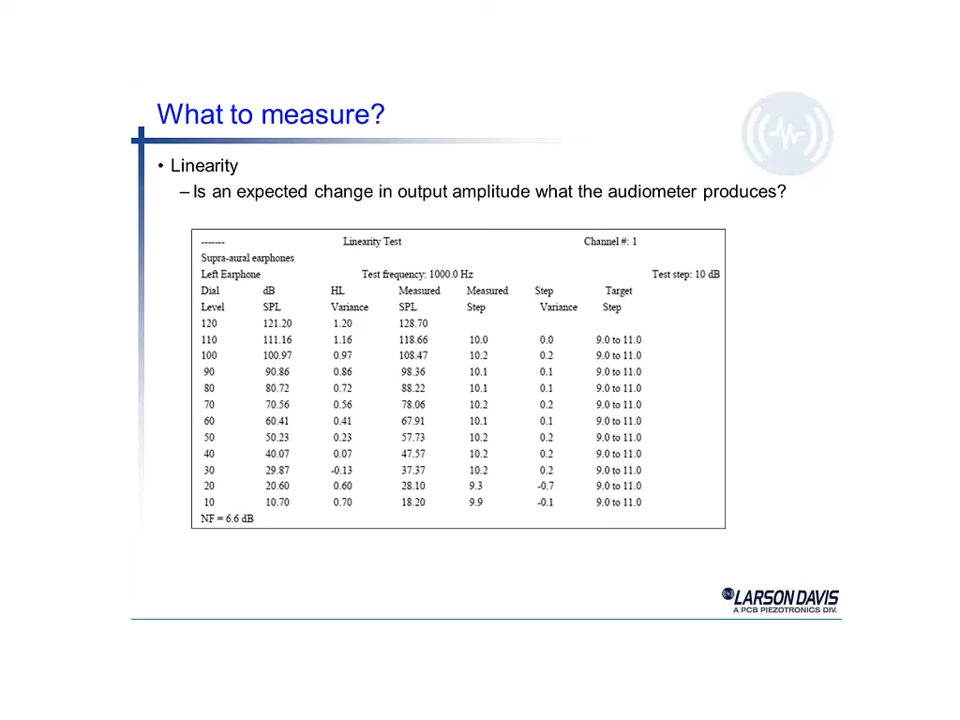 What to measure?
• Linearity
– Is an expected change in output amplitude what the audiometer produces?
------- Linearity Test Channel #: 1
Supra-aural earphones
Left Earphone Test frequency: 1000.0 Hz Test step: 10 dB
Dial dB HL Measured Measured Step Target
Level SPL Variance SPL Step Variance Step
120 121.20 1.20 128.70
110 111.16 1.16 118.66 10.0 0.0 9.0 to 11.0
100 100.97 0.97 108.47 10.2 0.2 9.0 to 11.0
90 90.86 0.86 98.36 10.1 0.1 9.0 to 11.0
80 80.72 0.72 88.22 10.1 0.1 9.0 to 11.0
70 70.56 0.56 78.06 10.2 0.2 9.0 to 11.0
60 60.41 0.41 67.91 10.1 0.1 9.0 to 11.0
50 50.23 0.23 57.73 10.2 0.2 9.0 to 11.0
40 40.07 0.07 47.57 10.2 0.2 9.0 to 11.0
30 29.87 -0.13 37.37 10.2 0.2 9.0 to 11.0
20 20.60 0.60 28.10 9.3 -0.7 9.0 to 11.0
10 10.70 0.70 18.20 9.9 -0.1 9.0 to 11.0
NF = 6.6 dB
LARSON DAVIS
A PCB PIEZOTRONICS DIV.